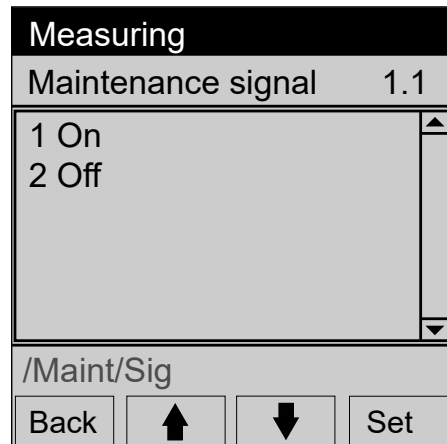 Measuring
Maintenance signal 1.1
1 On
2 Off
/Maint/Sig
Back Set